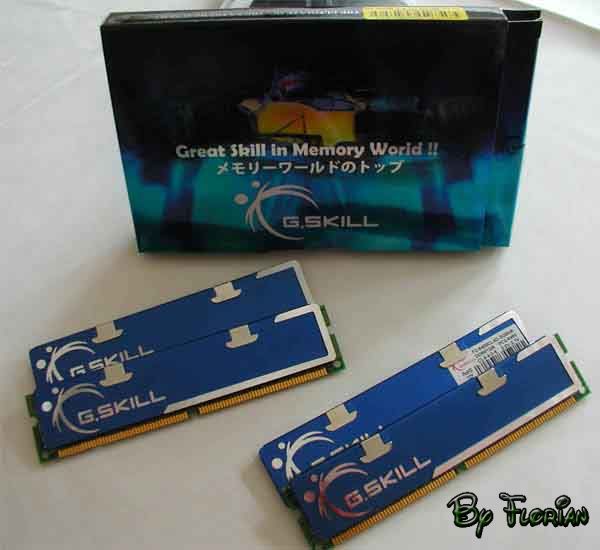 Great Skill in Memory World !!
メモリーワールドのトップ
G.SKILL
G.SKILL
G.SKILL
G.SKILL
G.SKILL
By Florian